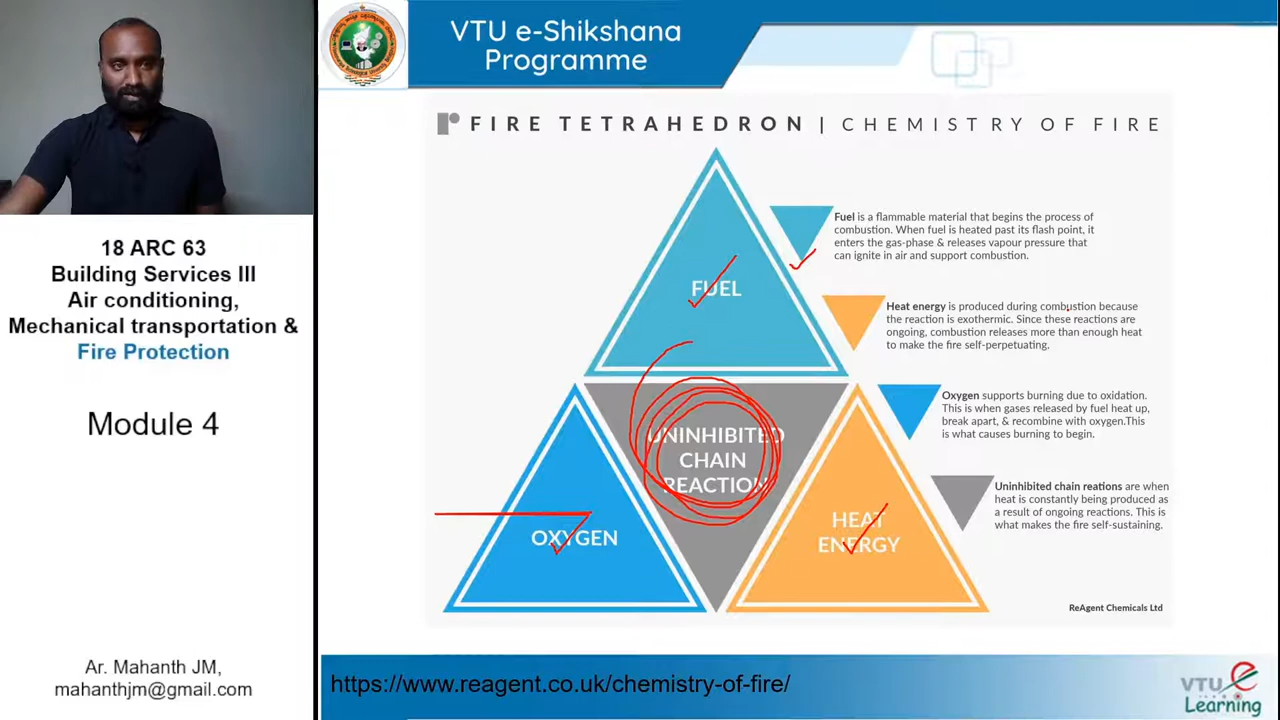 VTU e-Shikshana
Programme
18 ARC 63
Building Services III
Air conditioning,
Mechanical transportation &
Fire Protection
Module 4
Ar. Mahanth JM,
mahanthjm@gmail.com
FIRE TETRAHEDRON | CHEMISTRY OF FIRE
FUEL
UNINHIBITED
CHAIN
REACTION
OXYGEN
HEAT
ENERGY
Fuel is a flammable material that begins the process of
combustion. When fuel is heated past its flash point, it
enters the gas-phase & releases vapour pressure that
can ignite in air and support combustion.
Heat energy is produced during combustion because
the reaction is exothermic. Since these reactions are
ongoing, combustion releases more than enough heat
to make the fire self-perpetuating.
Oxygen supports burning due to oxidation.
This is when gases released by fuel heat up,
break apart, & recombine with oxygen.This
is what causes burning to begin.
Uninhibited chain reations are when
heat is constantly being produced as
a result of ongoing reactions. This is
what makes the fire self-sustaining.
ReAgent Chemicals Ltd
https://www.reagent.co.uk/chemistry-of-fire/
VTU e
Learning